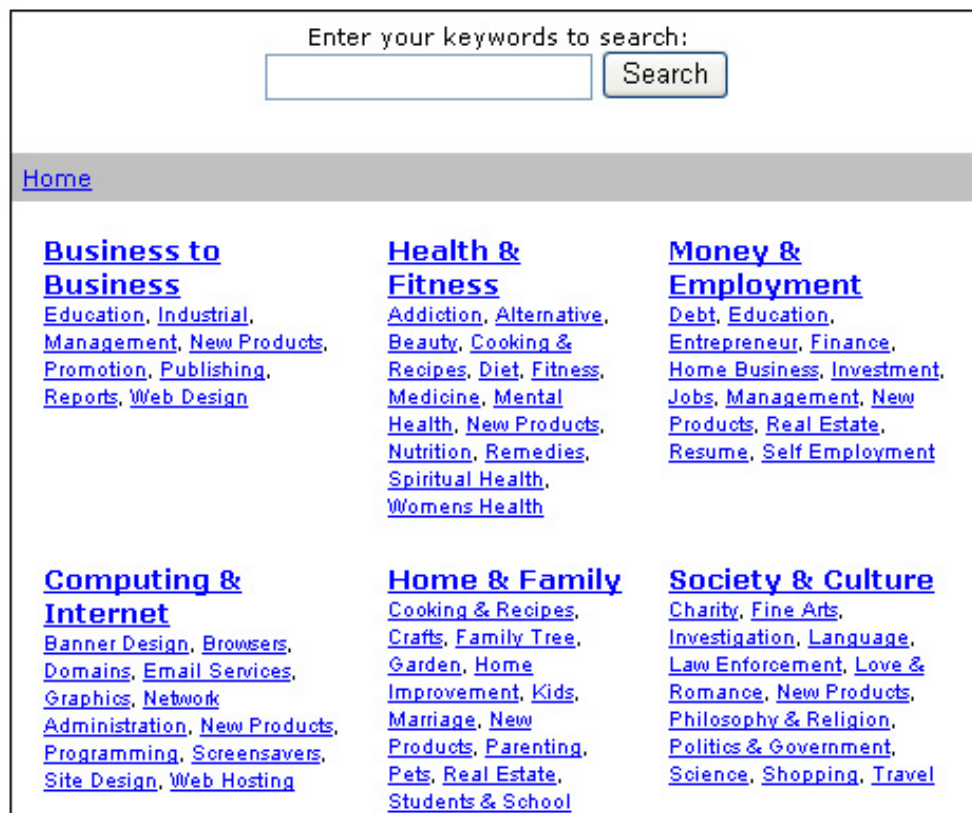 Enter your keywords to search:
Search
Home
Business to
Business
Education, Industrial,
Management, New Products,
Promotion, Publishing,
Reports, Web Design
Health &
Fitness
Addiction, Alternative,
Beauty, Cooking &
Recipes, Diet, Fitness,
Medicine, Mental
Health, New Products,
Nutrition, Remedies,
Spiritual Health,
Womens Health
Money &
Employment
Debt, Education,
Entrepreneur, Finance,
Home Business, Investment,
Jobs, Management, New
Products, Real Estate,
Resume, Self Employment
Computing &
Internet
Banner Design, Browsers,
Domains, Email Services,
Graphics, Network
Administration, New Products,
Programming, Screensavers,
Site Design, Web Hosting
Home & Family
Cooking & Recipes,
Crafts, Family Tree,
Garden, Home
Improvement, Kids,
Marriage, New
Products, Parenting,
Pets, Real Estate,
Students & School
Society & Culture
Charity, Fine Arts,
Investigation, Language,
Law Enforcement, Love &
Romance, New Products,
Philosophy & Religion,
Politics & Government,
Science, Shopping, Travel